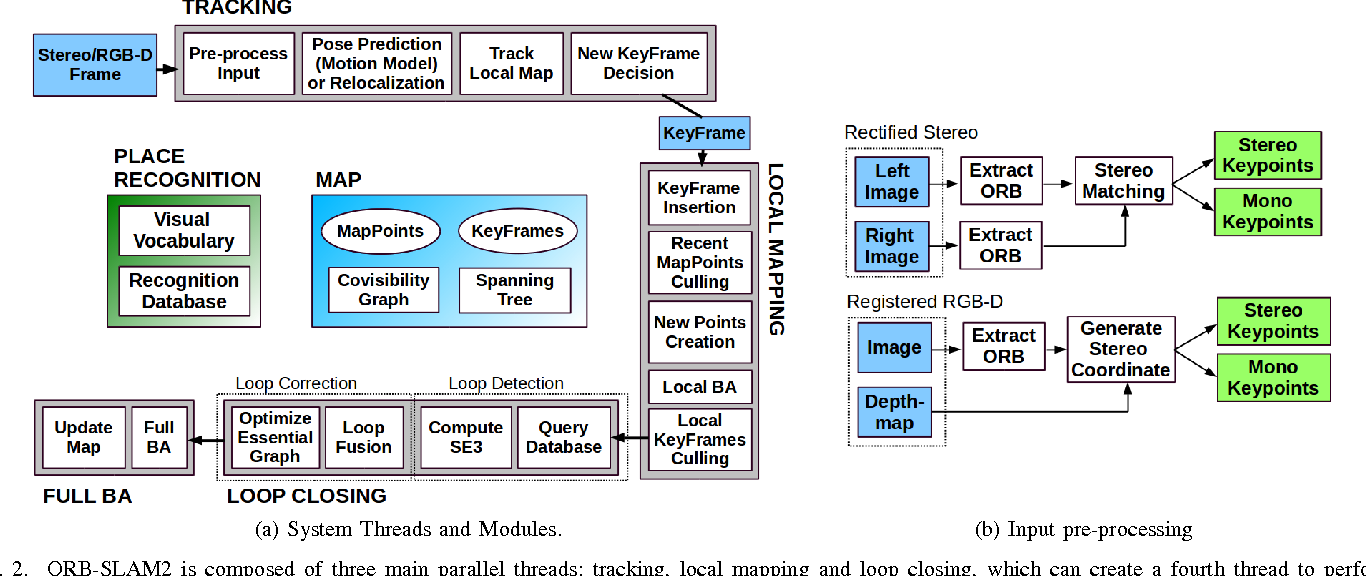 TRACKING
Stereo/RGB-D
Frame
Pre-process
Input
Pose Prediction
(Motion Model)
or Relocalization
Track
Local Map
New KeyFrame
Decision
KeyFrame
PLACE
RECOGNITION
Visual
Vocabulary
Recognition
Database
MAP
MapPoints
KeyFrames
Covisibility
Graph
Spanning
Tree
LOCAL MAPPING
KeyFrame
Insertion
Recent
MapPoints
Culling
New Points
Creation
Local BA
Local
KeyFrames
Culling
Loop Correction
Loop Detection
Optimize
Essential
Graph
Loop
Fusion
Compute
SE3
Query
Database
Update
Map
Full
BA
FULL BA
LOOP CLOSING
(a) System Threads and Modules.
Rectified Stereo
Left
Image
Extract
ORB
Stereo
Matching
Stereo
Keypoints
Mono
Keypoints
Right
Image
Extract
ORB
Registered RGB-D
Image
Extract
ORB
Generate
Stereo
Coordinate
Stereo
Keypoints
Mono
Keypoints
Depth-
map
(b) Input pre-processing
. 2. ORB-SLAM2 is composed of three main parallel threads: tracking, local mapping and loop closing, which can create a fourth thread to perfo